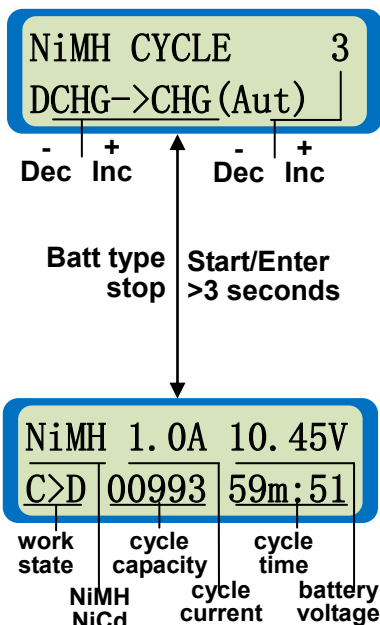 NiMH CYCLE 3
DCHG->CHG(Aut)
- + - +
Dec Inc Dec Inc
Batt type Start/Enter
stop >3 seconds
NiMH 1.0A 10.45V
C>D 00993 59m:51
work cycle cycle
state capacity time
NiMH cycle battery
NiCd current voltage